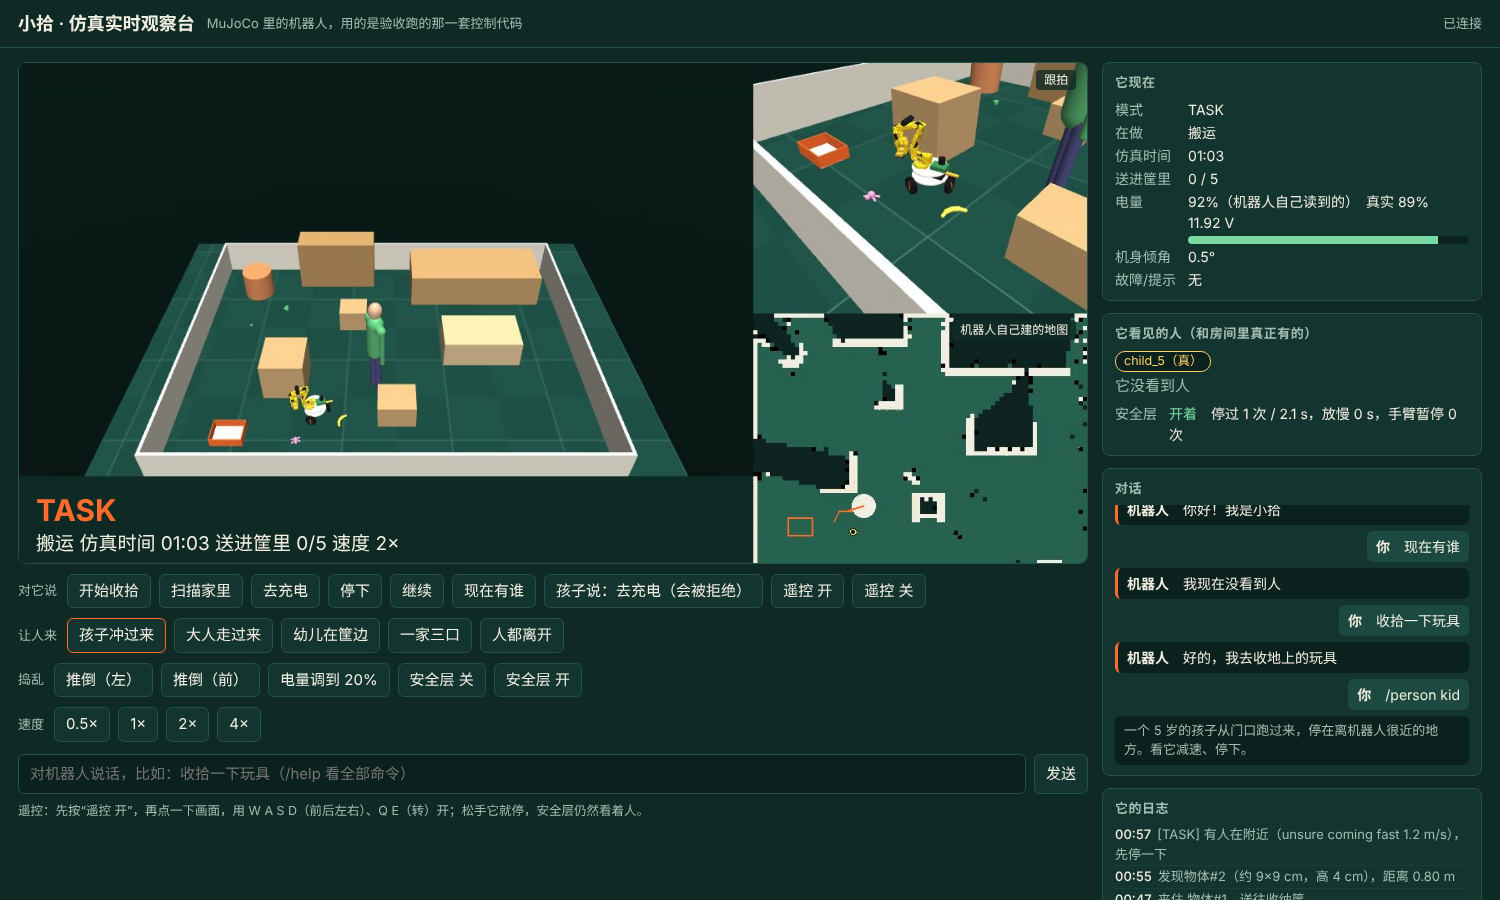 小拾 · 仿真实时观察台 MuJoCo 里的机器人，用的是验收跑的那一套控制代码 已连接
跟拍
机器人自己建的地图
TASK
搬运 仿真时间 01:03 送进筐里 0/5 速度 2×
对它说 开始收拾 扫描家里 去充电 停下 继续 现在有谁 孩子说：去充电（会被拒绝） 遥控 开 遥控 关
让人来 孩子冲过来 大人走过来 幼儿在筐边 一家三口 人都离开
捣乱 推倒（左） 推倒（前） 电量调到 20% 安全层 关 安全层 开
速度 0.5× 1× 2× 4×
对机器人说话，比如：收拾一下玩具（/help 看全部命令） 发送
遥控：先按“遥控 开”，再点一下画面，用 W A S D（前后左右）、Q E（转）开；松手它就停，安全层仍然看着人。
它现在
模式 TASK
在做 搬运
仿真时间 01:03
送进筐里 0 / 5
电量 92%（机器人自己读到的） 真实 89%
11.92 V
机身倾角 0.5°
故障/提示 无
它看见的人（和房间里真正有的）
child_5（真）
它没看到人
安全层 开着 停过 1 次 / 2.1 s，放慢 0 s，手臂暂停 0
次
对话
机器人 你好！我是小拾
你 现在有谁
机器人 我现在没看到人
你 收拾一下玩具
机器人 好的，我去收地上的玩具
你 /person kid
一个 5 岁的孩子从门口跑过来，停在离机器人很近的地
方。看它减速、停下。
它的日志
00:57 [TASK] 有人在附近（unsure coming fast 1.2 m/s），
先停一下
00:55 发现物体#2（约 9×9 cm，高 4 cm），距离 0.80 m